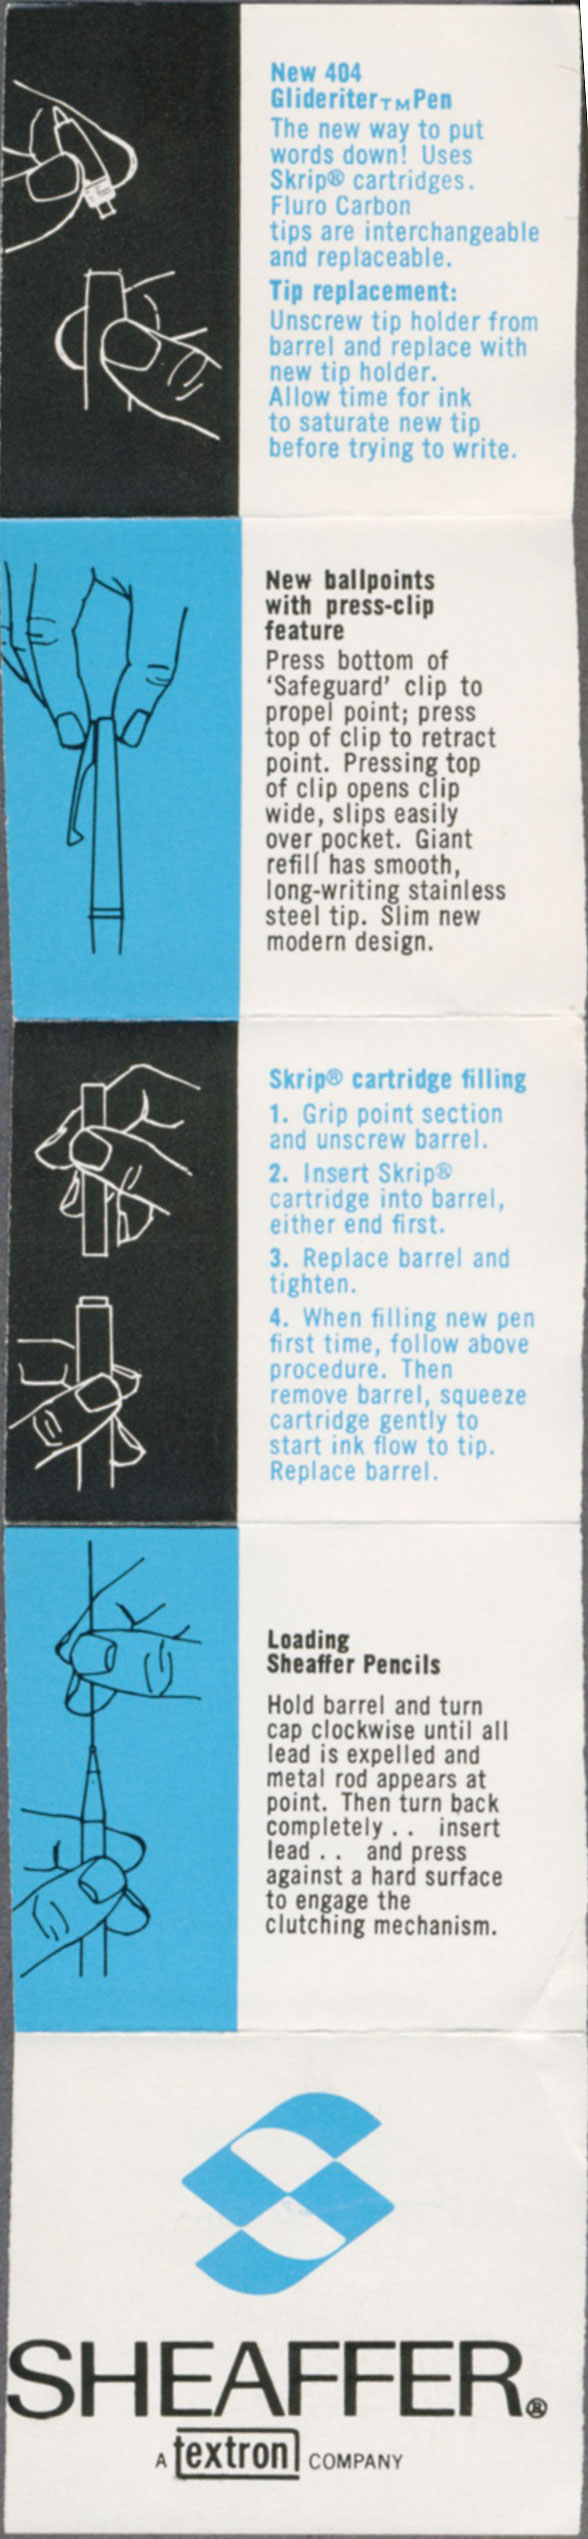 New 404
Glideriter™ Pen
The new way to put
words down! Uses
Skrip® cartridges.
Fluro Carbon
tips are interchangeable
and replaceable.
Tip replacement:
Unscrew tip holder from
barrel and replace with
new tip holder.
Allow time for ink
to saturate new tip
before trying to write.
New ballpoints
with press-clip
feature
Press bottom of
'Safeguard' clip to
propel point; press
top of clip to retract
point. Pressing top
of clip opens clip
wide, slips easily
over pocket. Giant
refill has smooth,
long-writing stainless
steel tip. Slim new
modern design.
Skrip® cartridge filling
1. Grip point section
and unscrew barrel.
2. Insert Skrip®
cartridge into barrel,
either end first.
3. Replace barrel and
tighten.
4. When filling new pen
first time, follow above
procedure. Then
remove barrel, squeeze
cartridge gently to
start ink flow to tip.
Replace barrel.
Loading
Sheaffer Pencils
Hold barrel and turn
cap clockwise until all
lead is expelled and
metal rod appears at
point. Then turn back
completely . . insert
lead . . and press
against a hard surface
to engage the
clutching mechanism.
SHEAFFER®
A textron COMPANY